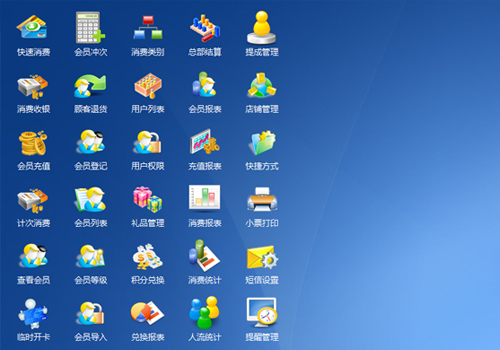 快速消费 会员冲次 消费类别 总部结算 提成管理
消费收银 顾客退货 用户列表 会员报表 店铺管理
会员充值 会员登记 用户权限 充值报表 快捷方式
计次消费 会员列表 礼品管理 消费报表 小票打印
查看会员 会员等级 积分兑换 消费统计 短信设置
临时开卡 会员导入 兑换报表 人流统计 提醒管理